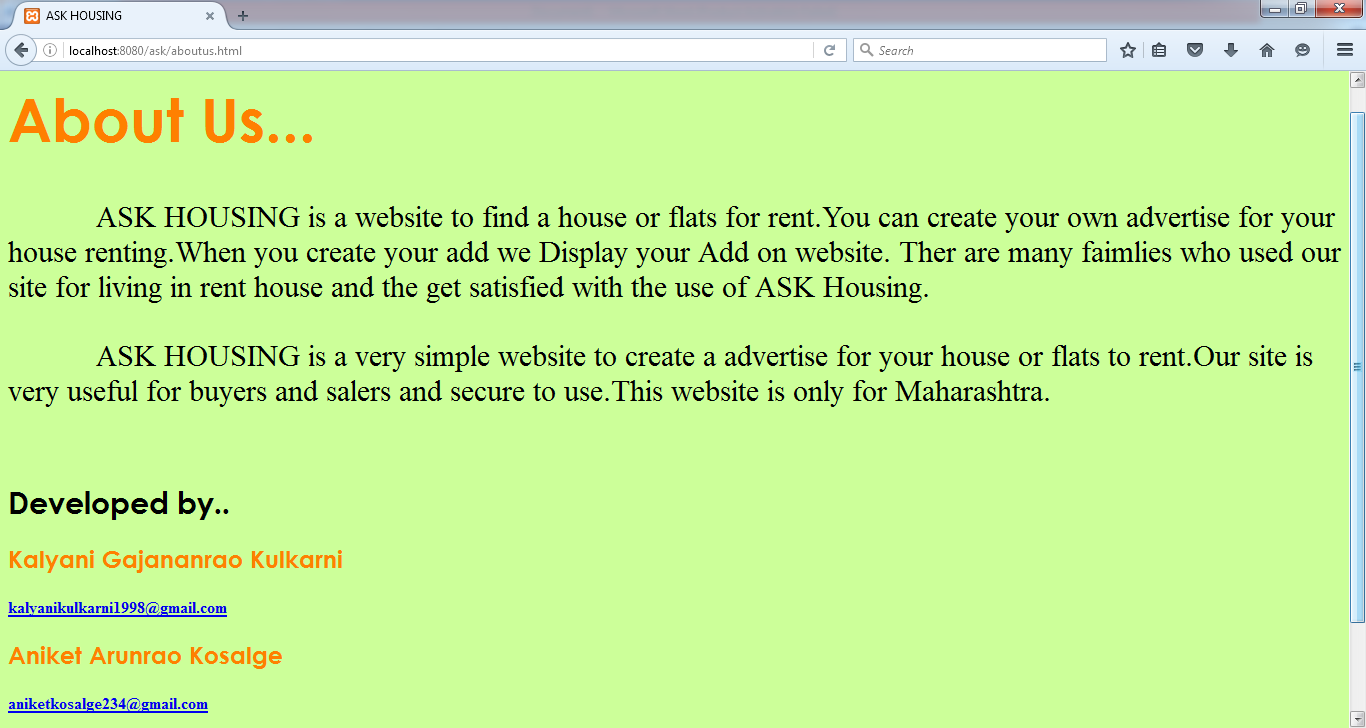 ASK HOUSING
localhost:8080/ask/aboutus.html
Search
About Us...
ASK HOUSING is a website to find a house or flats for rent.You can create your own advertise for your
house renting.When you create your add we Display your Add on website. Ther are many faimlies who used our
site for living in rent house and the get satisfied with the use of ASK Housing.
ASK HOUSING is a very simple website to create a advertise for your house or flats to rent.Our site is
very useful for buyers and salers and secure to use.This website is only for Maharashtra.
Developed by..
Kalyani Gajananrao Kulkarni
kalyanikulkarni1998@gmail.com
Aniket Arunrao Kosalge
aniketkosalge234@gmail.com